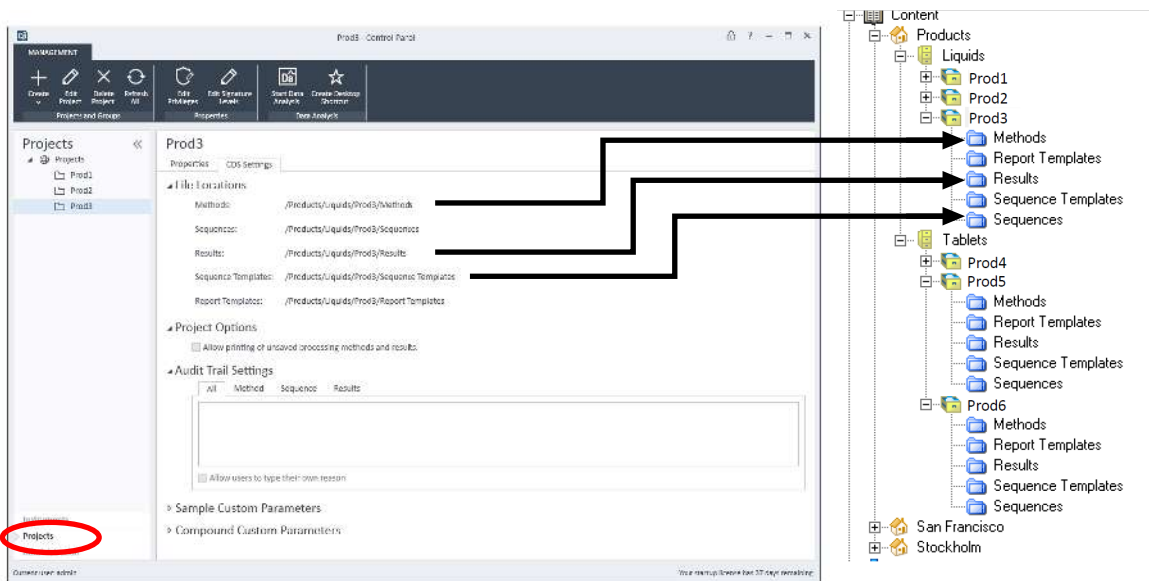 Prod3 - Control Panel
MANAGEMENT
Create
Edit Project
Delete Project
Refresh All
Projects and Groups
Edit Privileges
Edit Signature Levels
Properties
Start Data Analysis
Create Desktop Shortcut
Data Analysis
Projects
Projects
Prod1
Prod2
Prod3
Prod3
Properties
CDS Settings
File Locations
Methods: /Products/Liquids/Prod3/Methods
Sequences: /Products/Liquids/Prod3/Sequences
Results: /Products/Liquids/Prod3/Results
Sequence Templates: /Products/Liquids/Prod3/Sequence Templates
Report Templates: /Products/Liquids/Prod3/Report Templates
Project Options
Allow printing of unsaved processing methods and results.
Audit Trail Settings
All Method Sequence Results
Allow users to type their own reason
Sample Custom Parameters
Compound Custom Parameters
Projects
Current user: admin
Your startup license has 37 days remaining
Content
Products
Liquids
Prod1
Prod2
Prod3
Methods
Report Templates
Results
Sequence Templates
Sequences
Tablets
Prod4
Prod5
Methods
Report Templates
Results
Sequence Templates
Sequences
Prod6
Methods
Report Templates
Results
Sequence Templates
Sequences
San Francisco
Stockholm